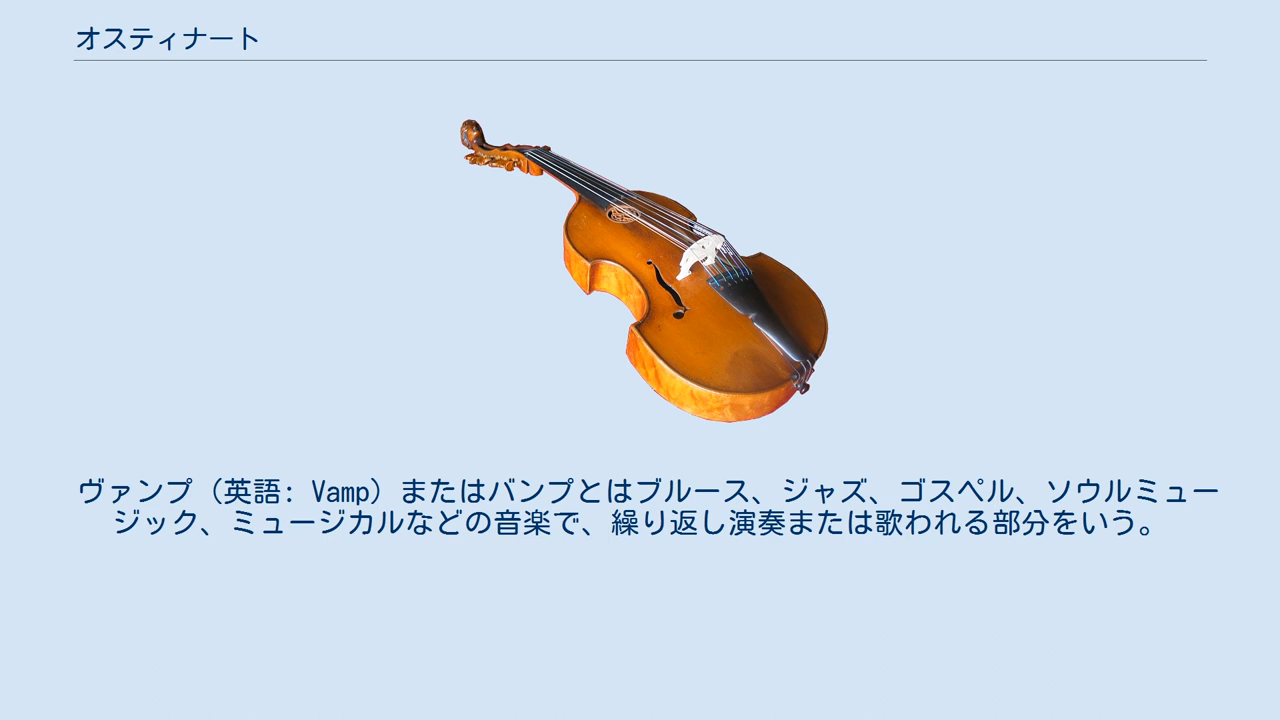 オスティナート
ヴァンプ（英語: Vamp）またはバンプとはブルース、ジャズ、ゴスペル、ソウルミュー
ジック、ミュージカルなどの音楽で、繰り返し演奏または歌われる部分をいう。